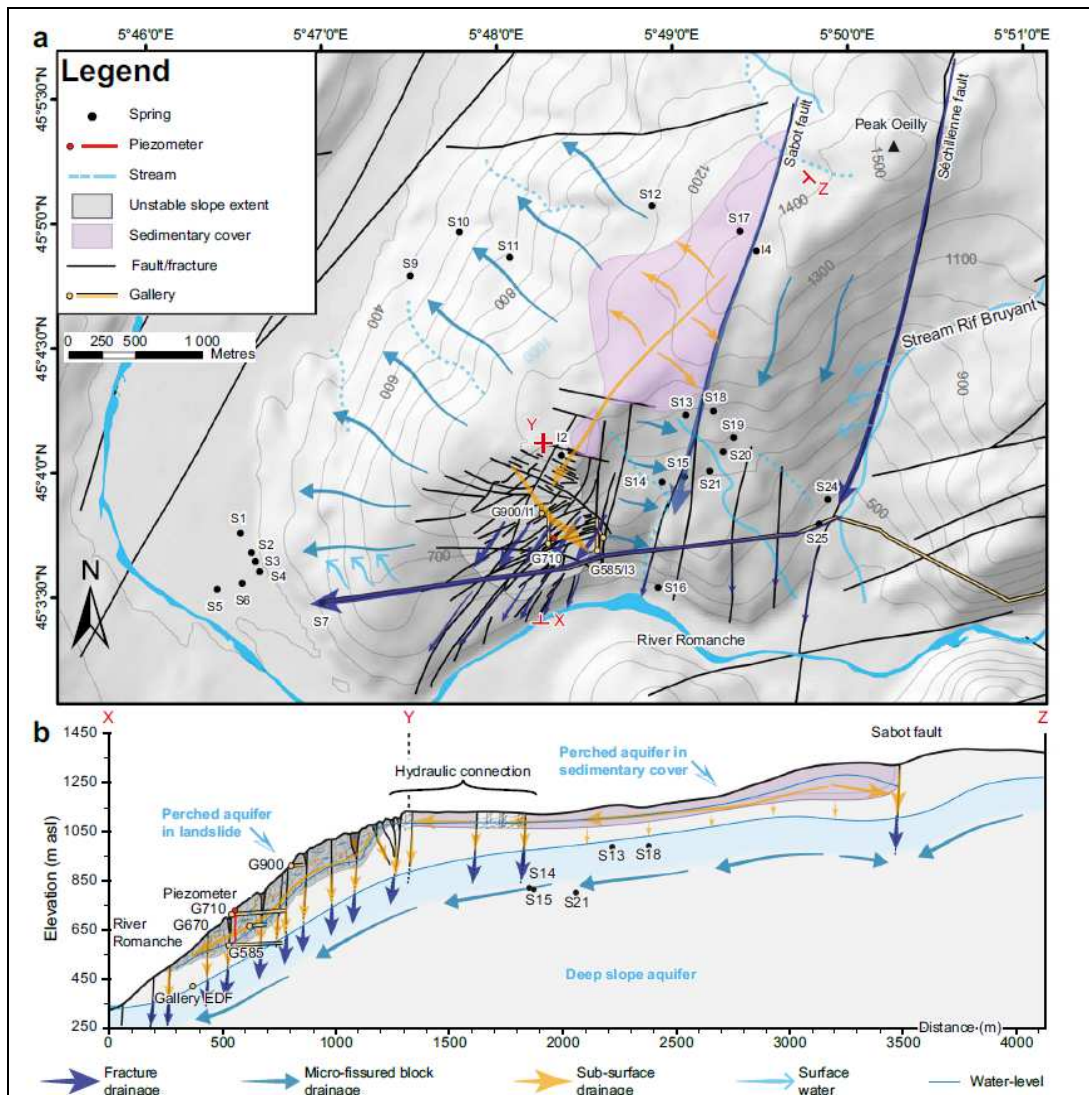 a
5°46'0"E 5°47'0"E 5°48'0"E 5°49'0"E 5°50'0"E 5°51'0"E
45°5'30"N
45°5'0"N
45°4'30"N
45°4'0"N
45°3'30"N
Legend
Spring
Piezometer
Stream
Unstable slope extent
Sedimentary cover
Fault/fracture
Gallery
0 250 500 1 000
Metres
N
Sabot fault
Peak Oeilly
Séchilienne fault
Z
1500
1400
1200
1300
1100
S12
S17
I4
S10
S11
S9
800
400
600
Stream Rif Bruyant
900
S13
S18
S19
S20
S15
S21
S14
Y
I2
G900/I1
S24
500
S25
S1
S2
S3
S4
S5
S6
S7
700
G710
G585/I3
S16
X
River Romanche
b
X Y Z
Elevation (m asl)
1450
1250
1050
850
650
450
250
Hydraulic connection
Perched aquifer in
sedimentary cover
Sabot fault
Perched aquifer
in landslide
G900
Piezometer
G710
G670
River
Romanche
G585
Gallery EDF
S13
S18
S14
S15
S21
Deep slope aquifer
0 500 1000 1500 2000 2500 3000 3500 4000
Distance (m)
Fracture
drainage
Micro-fissured block
drainage
Sub-surface
drainage
Surface
water
Water-level